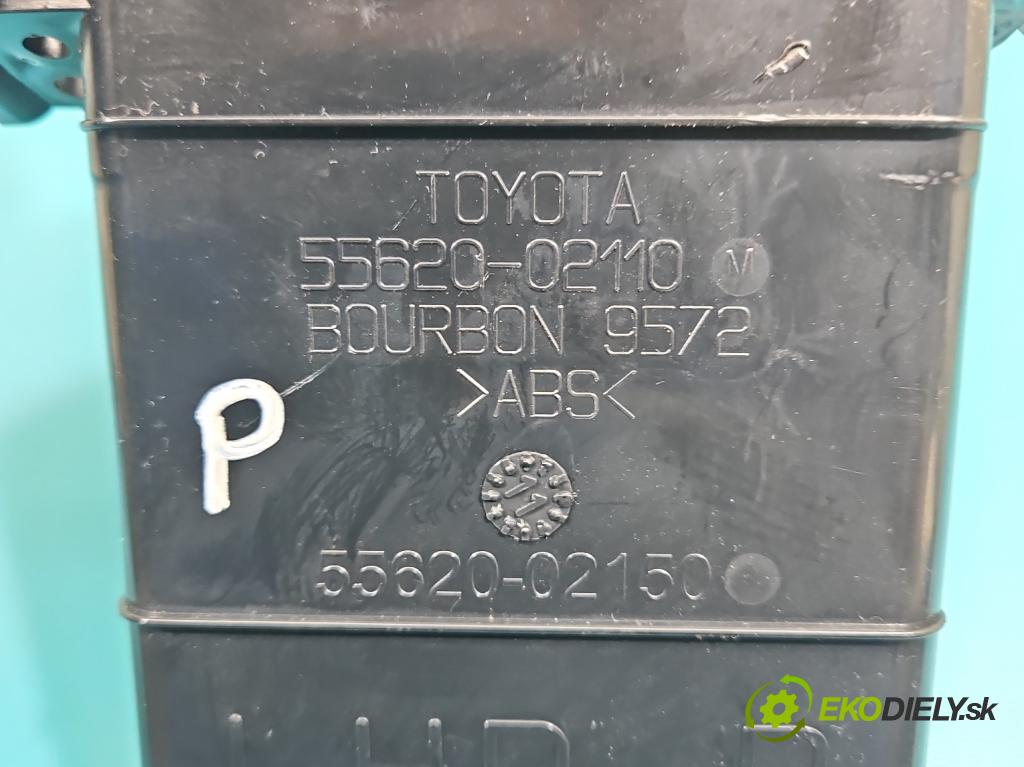 TOYOTA
55620-02110 M
BOURBON 9572
>ABS<
P
55620-02150
EKODIELY.sk